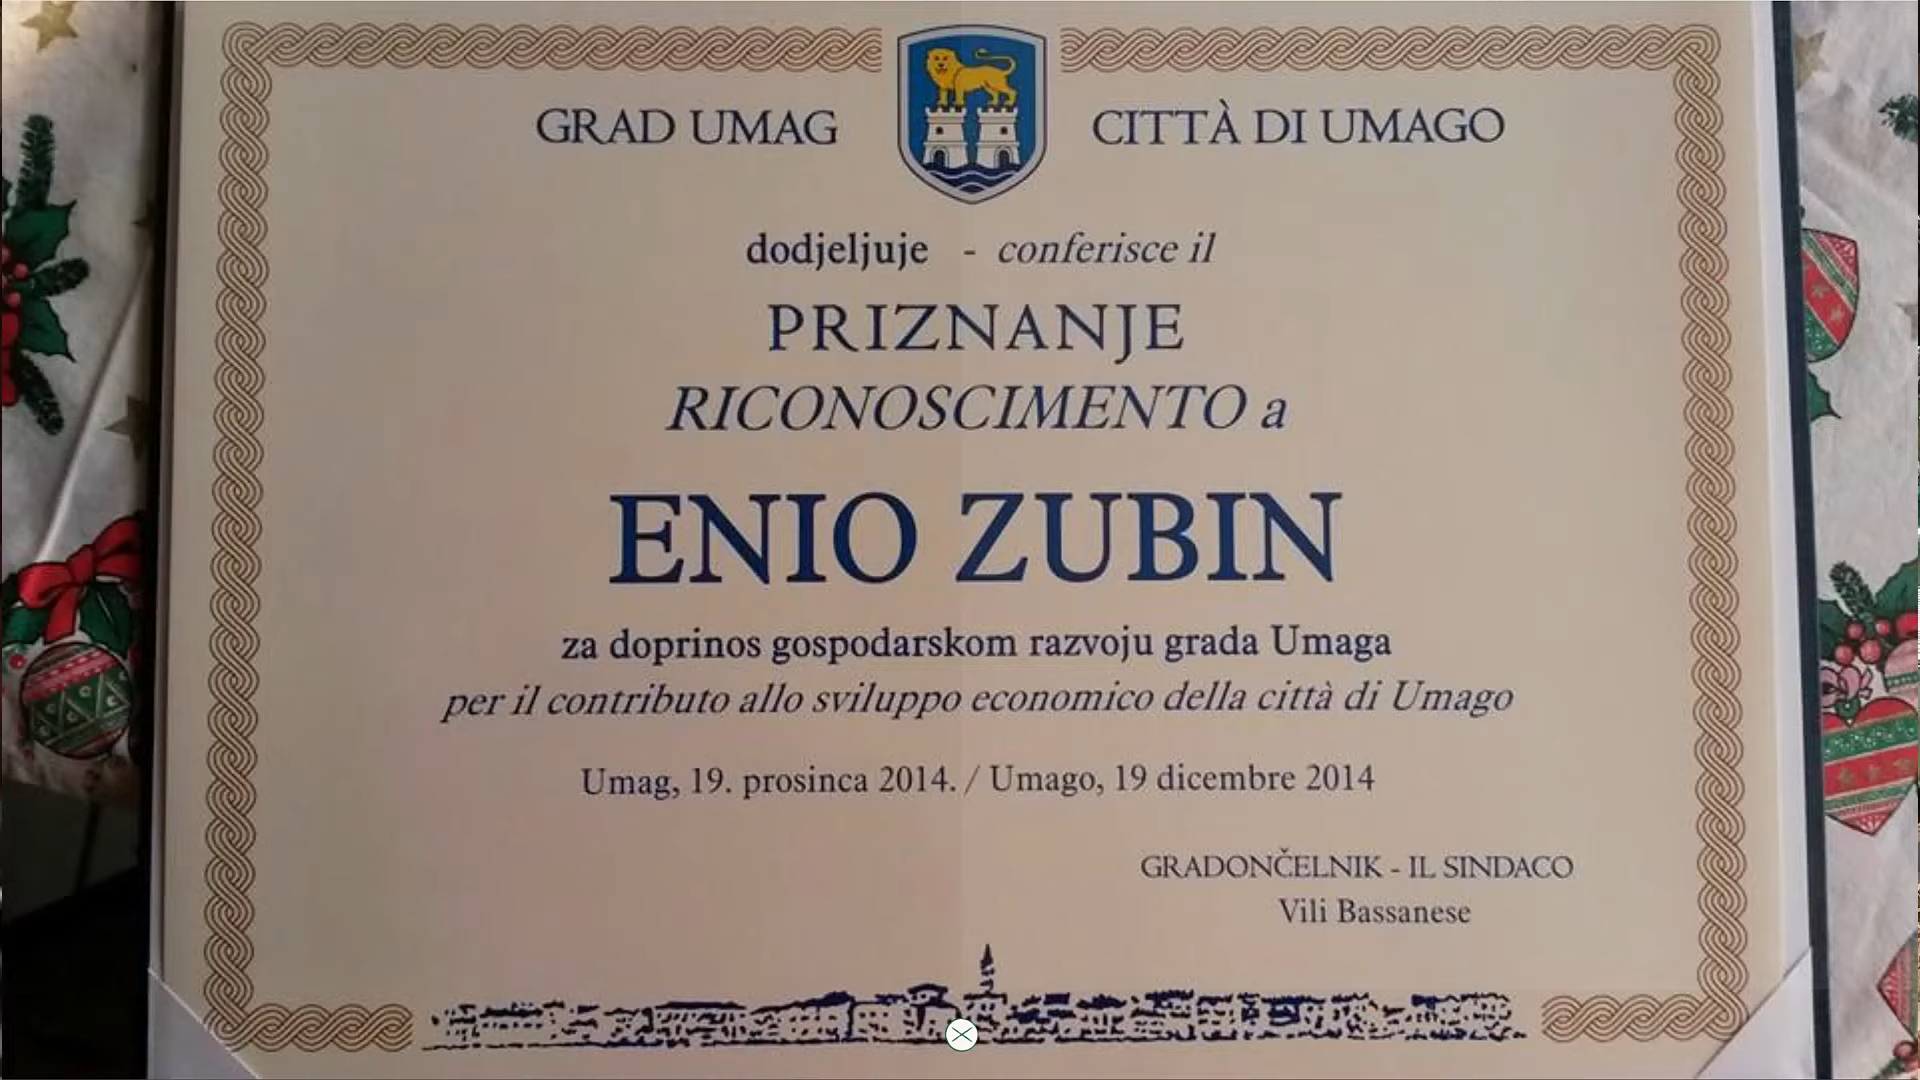 GRAD UMAG CITTÀ DI UMAGO
dodjeljuje - conferisce il
PRIZNANJE
RICONOSCIMENTO a
ENIO ZUBIN
za doprinos gospodarskom razvoju grada Umaga
per il contributo allo sviluppo economico della città di Umago
Umag, 19. prosinca 2014. / Umago, 19 dicembre 2014
GRADONČELNIK - IL SINDACO
Vili Bassanese